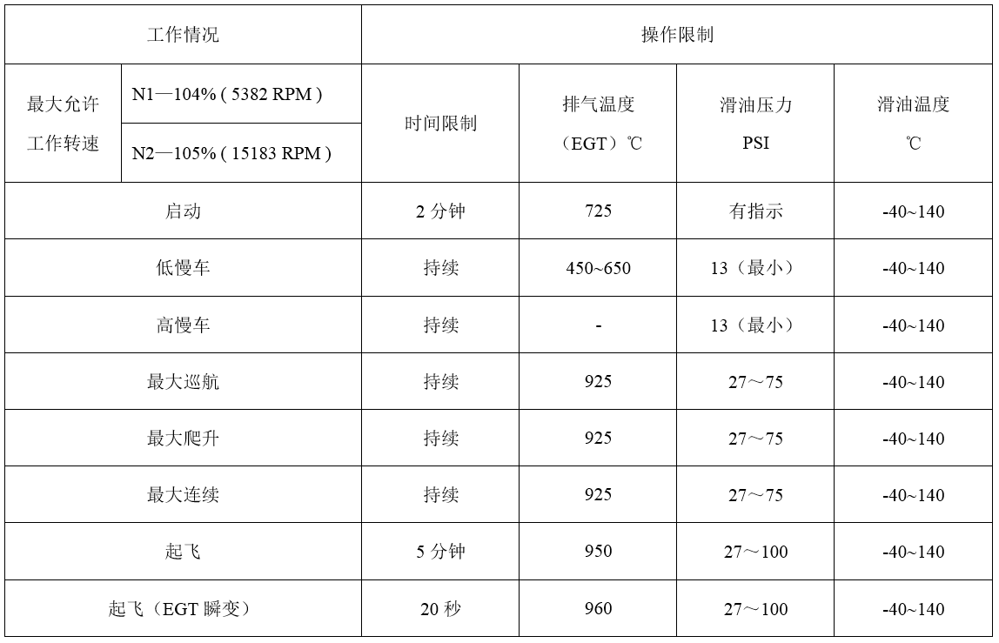 工作情况
操作限制
最大允许
工作转速
N1—104% ( 5382 RPM )
N2—105% ( 15183 RPM )
时间限制
排气温度
（EGT）℃
滑油压力
PSI
滑油温度
℃
启动
2 分钟
725
有指示
-40~140
低慢车
持续
450~650
13（最小）
-40~140
高慢车
持续
-
13（最小）
-40~140
最大巡航
持续
925
27～75
-40~140
最大爬升
持续
925
27～75
-40~140
最大连续
持续
925
27～75
-40~140
起飞
5 分钟
950
27～100
-40~140
起飞（EGT 瞬变）
20 秒
960
27～100
-40~140